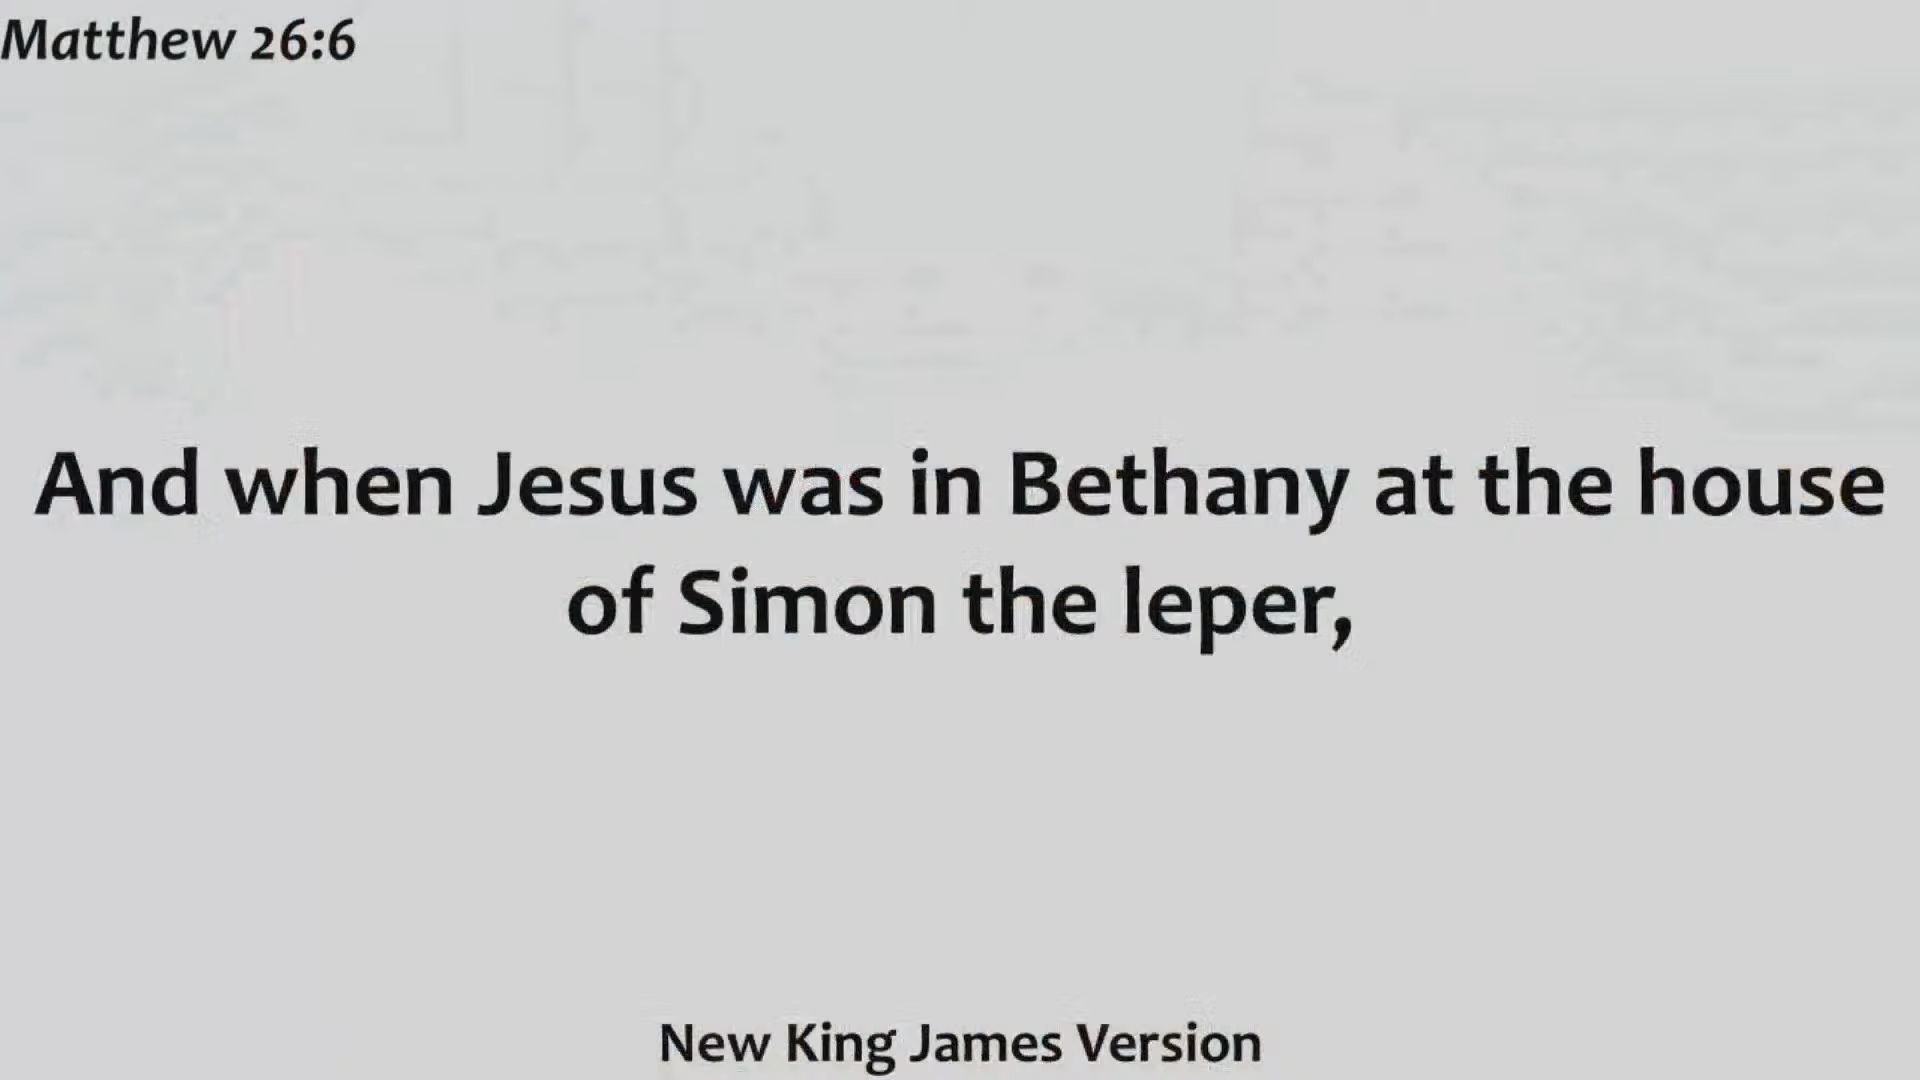 Matthew 26:6
And when Jesus was in Bethany at the house
of Simon the leper,
New King James Version